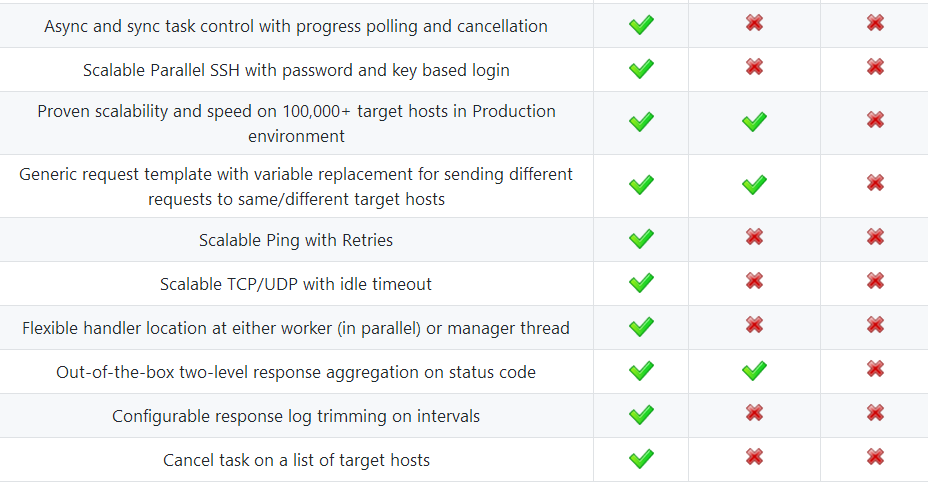 Async and sync task control with progress polling and cancellation
Scalable Parallel SSH with password and key based login
Proven scalability and speed on 100,000+ target hosts in Production
environment
Generic request template with variable replacement for sending different
requests to same/different target hosts
Scalable Ping with Retries
Scalable TCP/UDP with idle timeout
Flexible handler location at either worker (in parallel) or manager thread
Out-of-the-box two-level response aggregation on status code
Configurable response log trimming on intervals
Cancel task on a list of target hosts